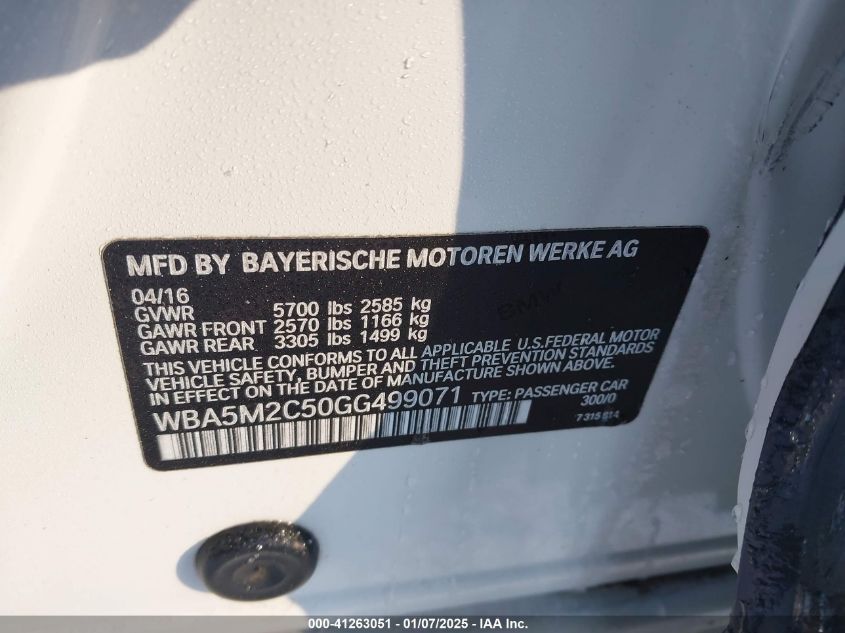 MFD BY BAYERISCHE MOTOREN WERKE AG
04/16
GVWR 5700 lbs 2585 kg
GAWR FRONT 2570 lbs 1166 kg
GAWR REAR 3305 lbs 1499 kg
BMW
THIS VEHICLE CONFORMS TO ALL APPLICABLE U.S.FEDERAL MOTOR
VEHICLE SAFETY, BUMPER AND THEFT PREVENTION STANDARDS
IN EFFECT ON THE DATE OF MANUFACTURE SHOWN ABOVE.
WBA5M2C50GG499071 TYPE: PASSENGER CAR
300/0
7 315 814
000-41263051 - 01/07/2025 - IAA Inc.